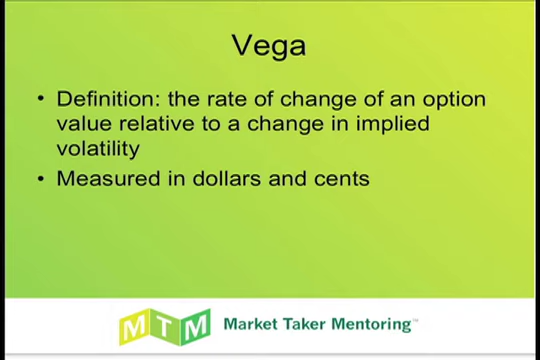 Vega
• Definition: the rate of change of an option
value relative to a change in implied
volatility
• Measured in dollars and cents
MTM Market Taker Mentoring™